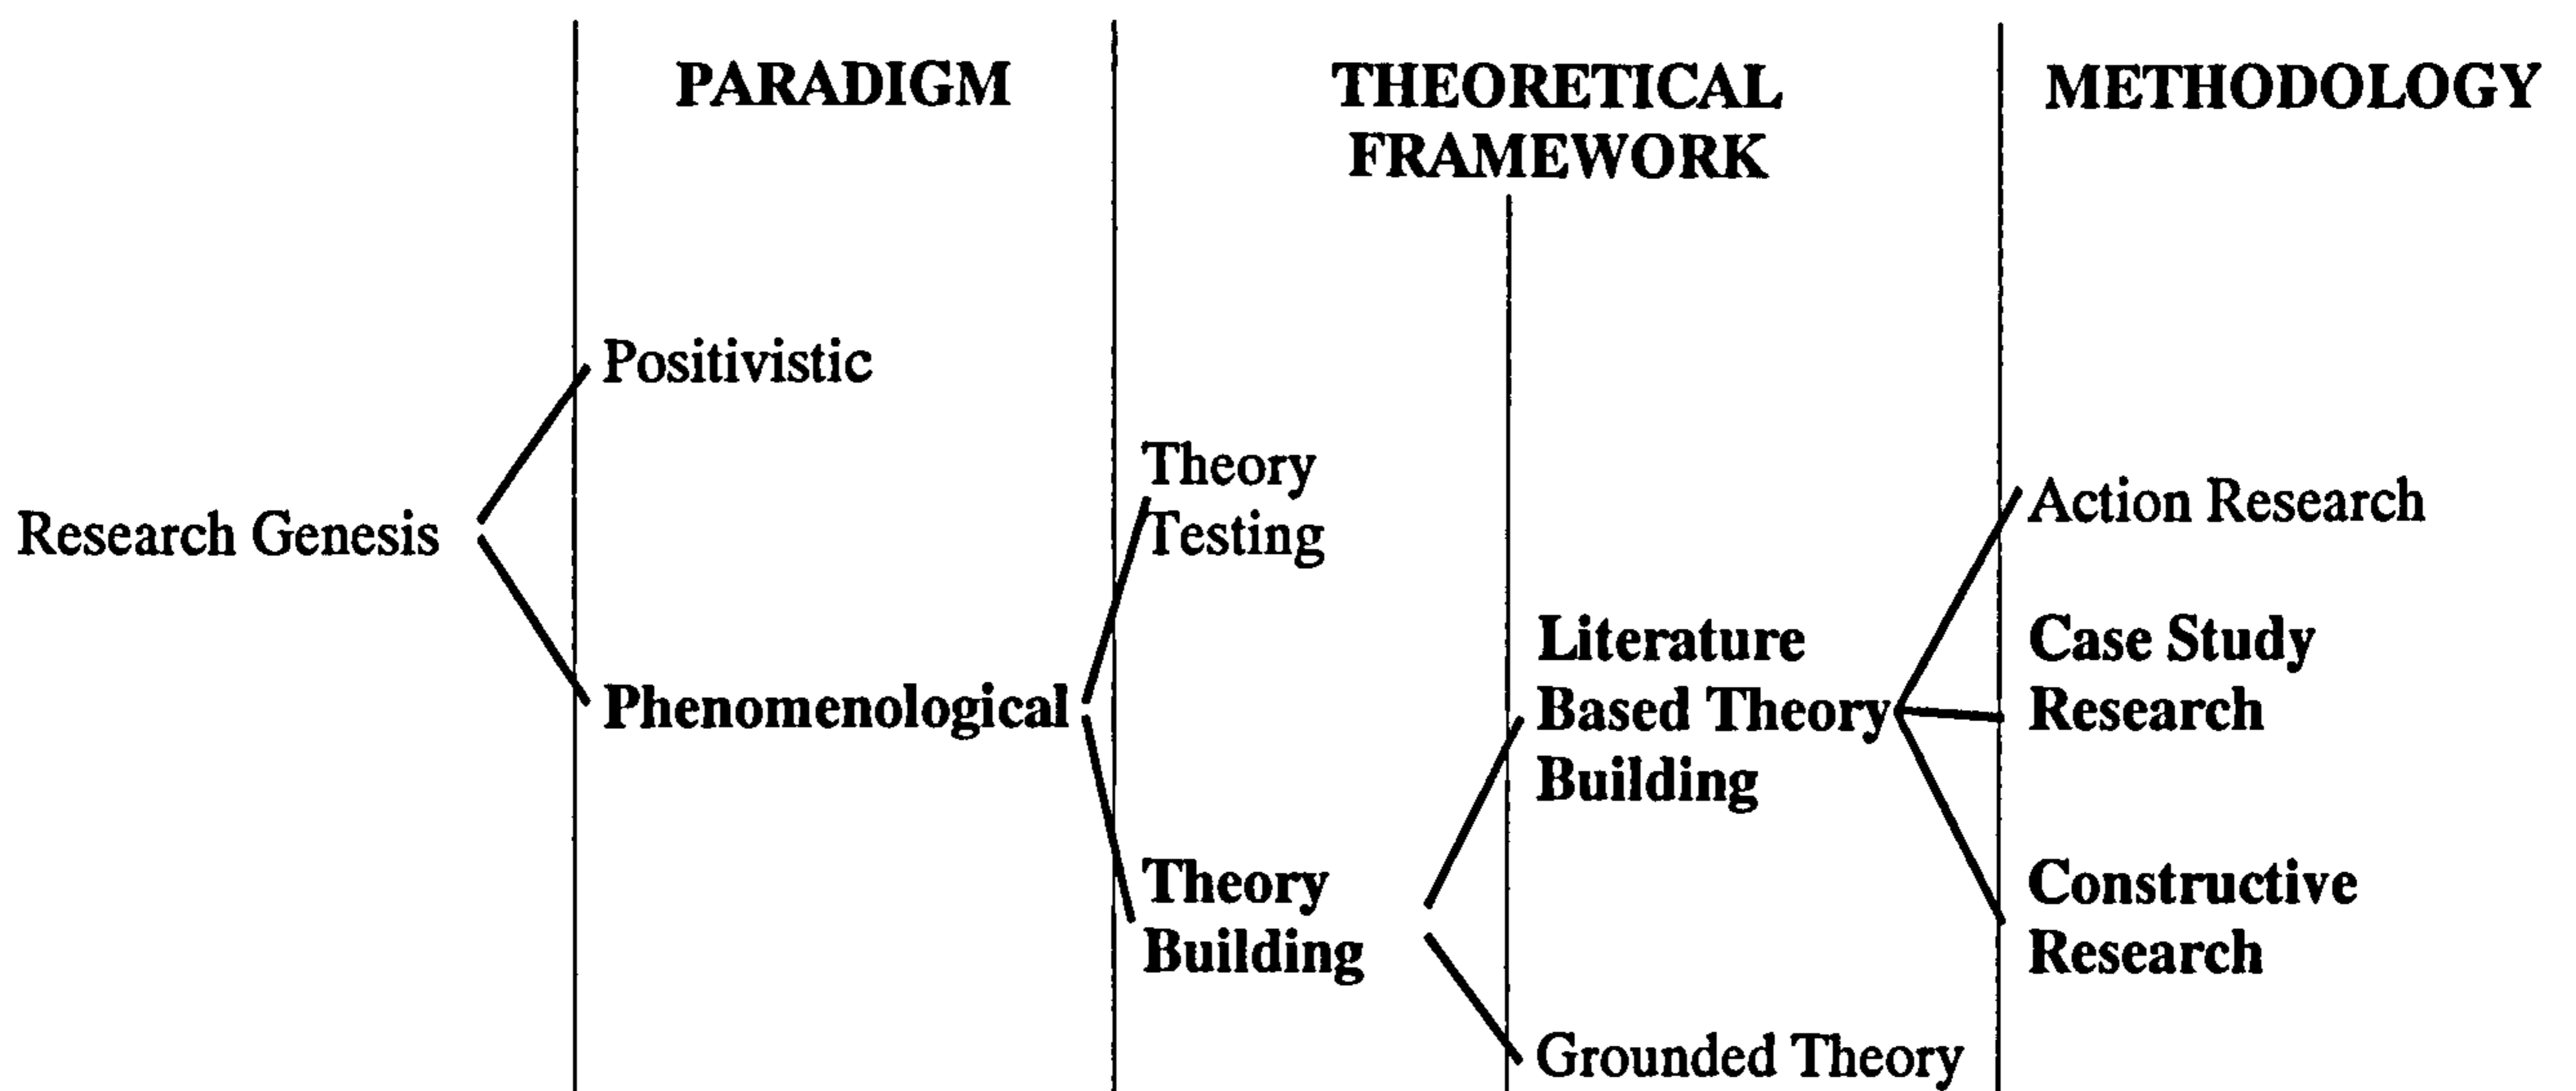 PARADIGM
THEORETICAL
FRAMEWORK
METHODOLOGY
Research Genesis
Positivistic
Phenomenological
Theory
Testing
Theory
Building
Literature
Based Theory
Building
Grounded Theory
Action Research
Case Study
Research
Constructive
Research